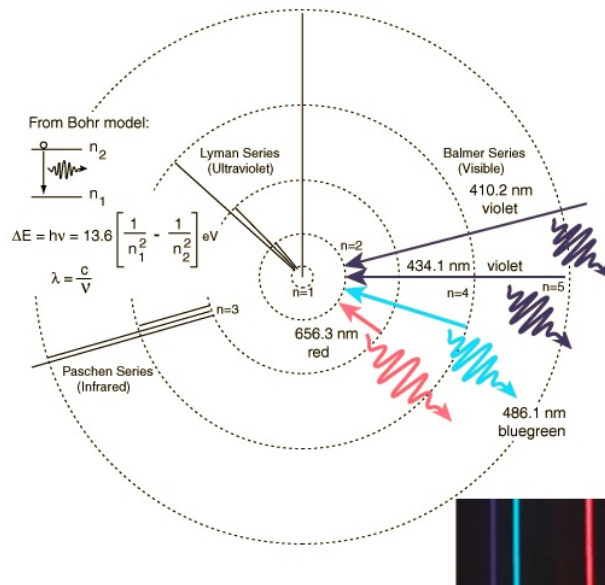 From Bohr model:
n2
n1
ΔE = hν = 13.6 [ 1/n1² - 1/n2² ] eV
λ = c/ν
Lyman Series
(Ultraviolet)
Balmer Series
(Visible)
410.2 nm
violet
n=2
434.1 nm violet
n=1
n=4
n=5
n=3
656.3 nm
red
Paschen Series
(Infrared)
486.1 nm
bluegreen